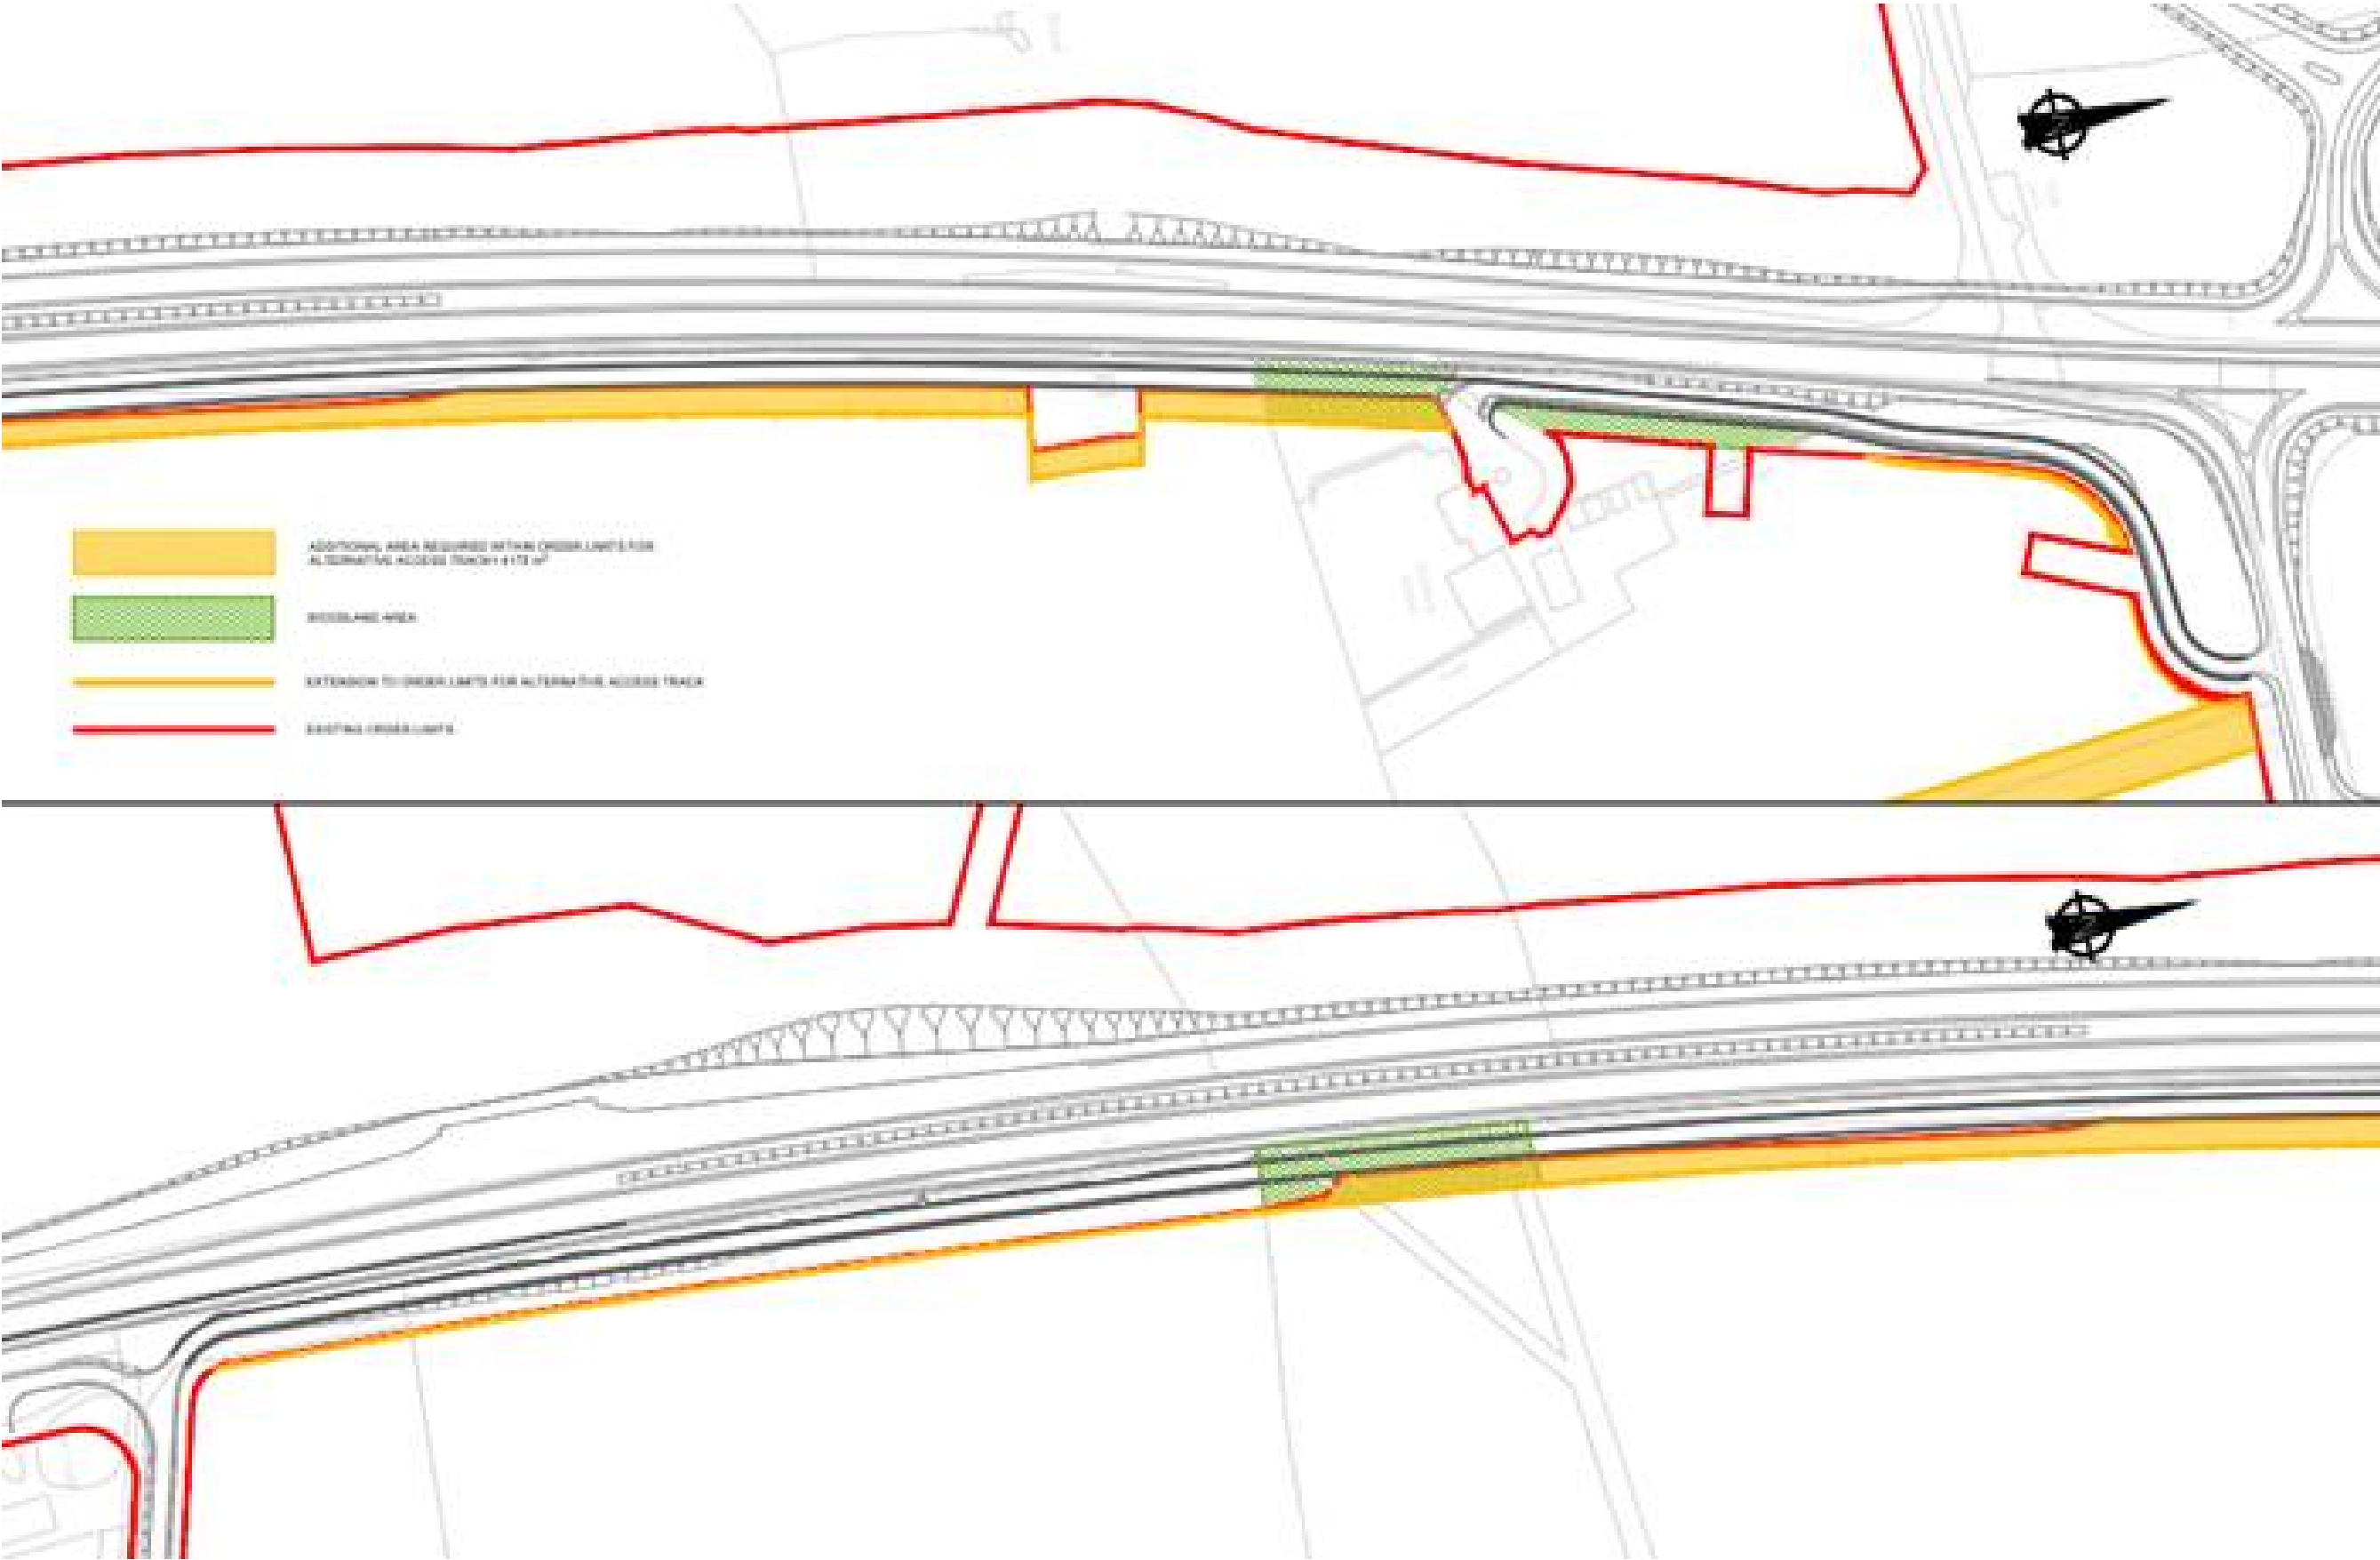 ADDITIONAL AREA REQUIRED WITHIN ORDER LIMITS FOR
ALTERNATIVE ACCESS TRACK
WOODLAND AREA
EXTENSION TO ORDER LIMITS FOR ALTERNATIVE ACCESS TRACK
EXISTING ORDER LIMITS